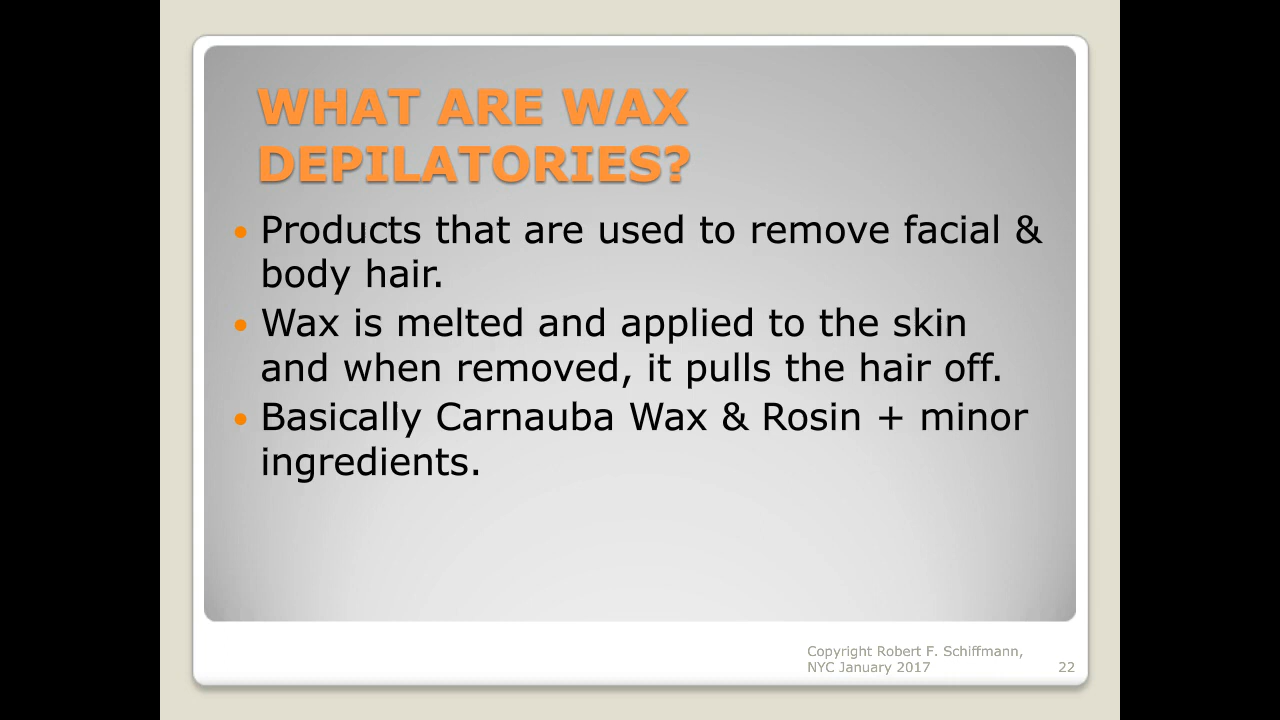 WHAT ARE WAX
DEPILATORIES?
• Products that are used to remove facial &
body hair.
• Wax is melted and applied to the skin
and when removed, it pulls the hair off.
• Basically Carnauba Wax & Rosin + minor
ingredients.
Copyright Robert F. Schiffmann,
NYC January 2017
22